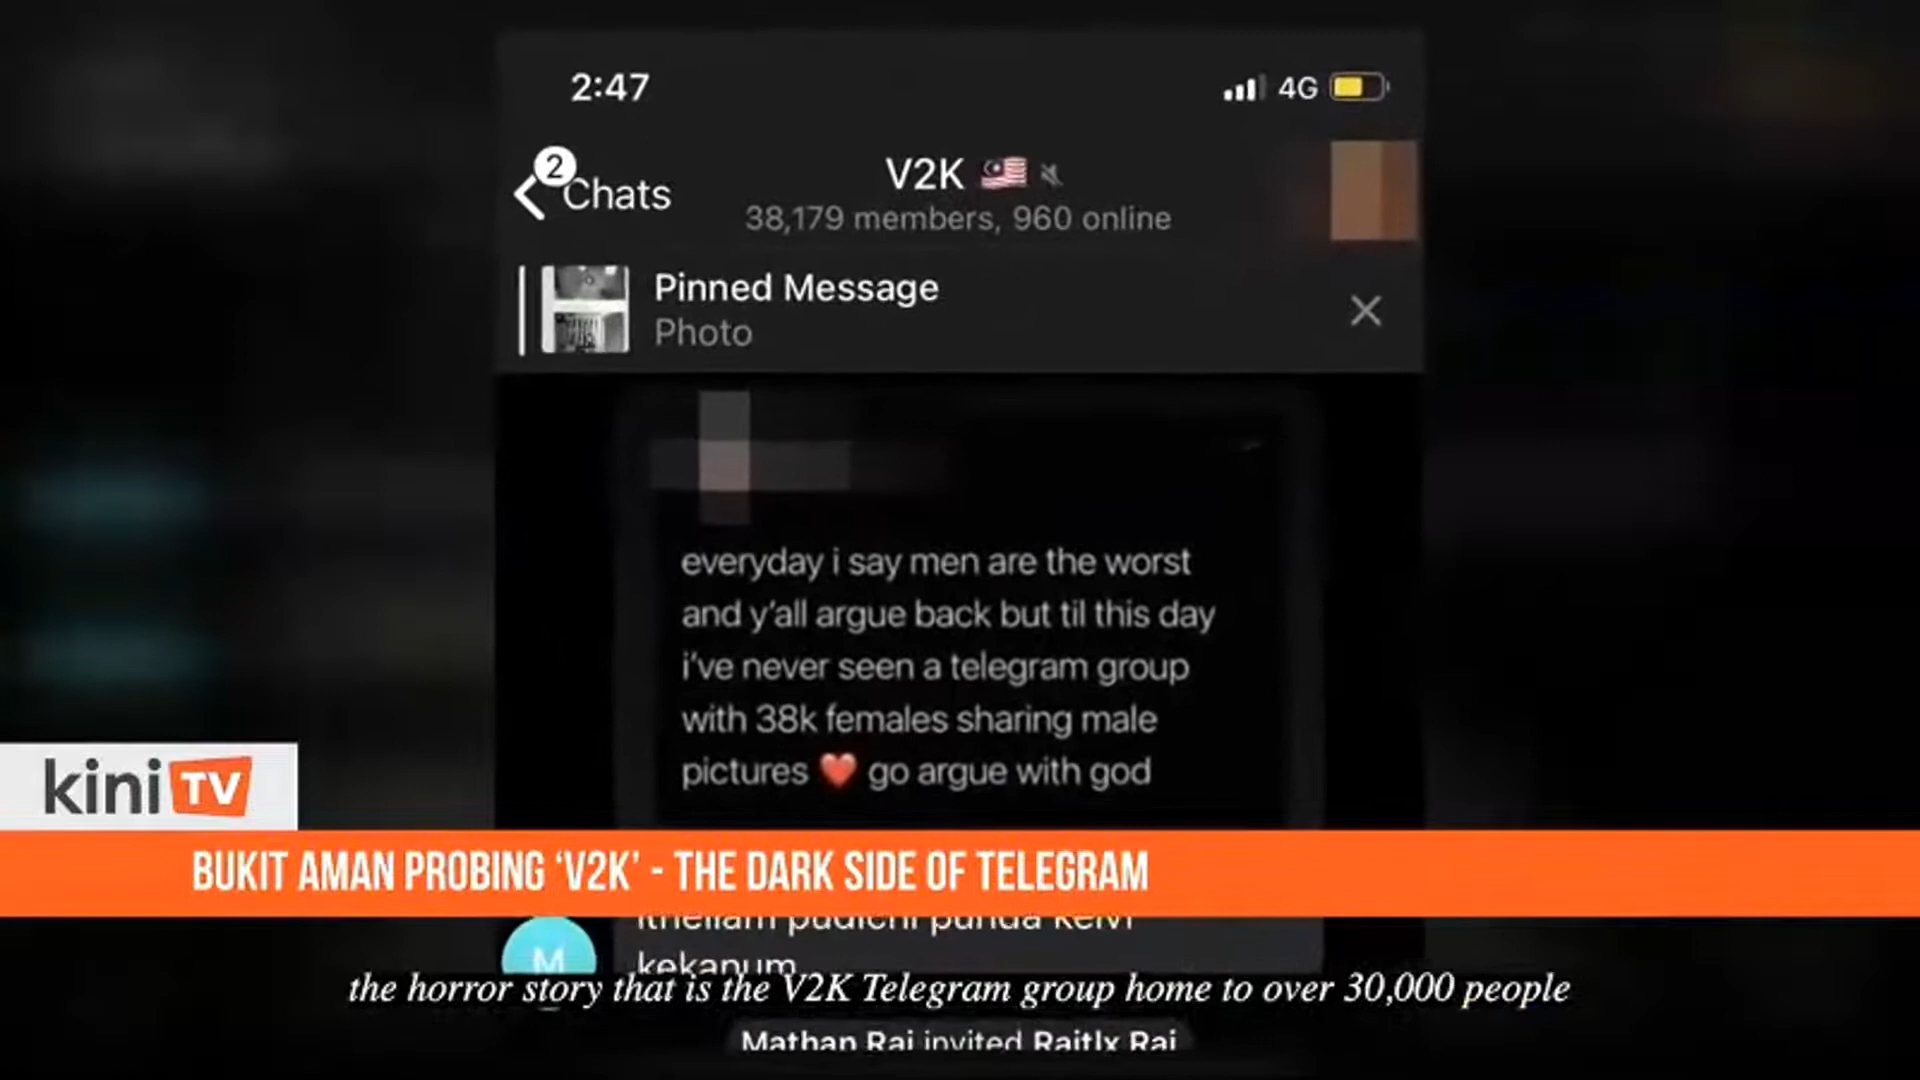 2:47
4G
2
Chats
V2K
38,179 members, 960 online
Pinned Message
Photo
everyday i say men are the worst
and y'all argue back but til this day
i've never seen a telegram group
with 38k females sharing male
pictures ❤️ go argue with god
kini TV
BUKIT AMAN PROBING ‘V2K’ - THE DARK SIDE OF TELEGRAM
M
kekanum
the horror story that is the V2K Telegram group home to over 30,000 people
Mathan Rai invited Raitlx Rai